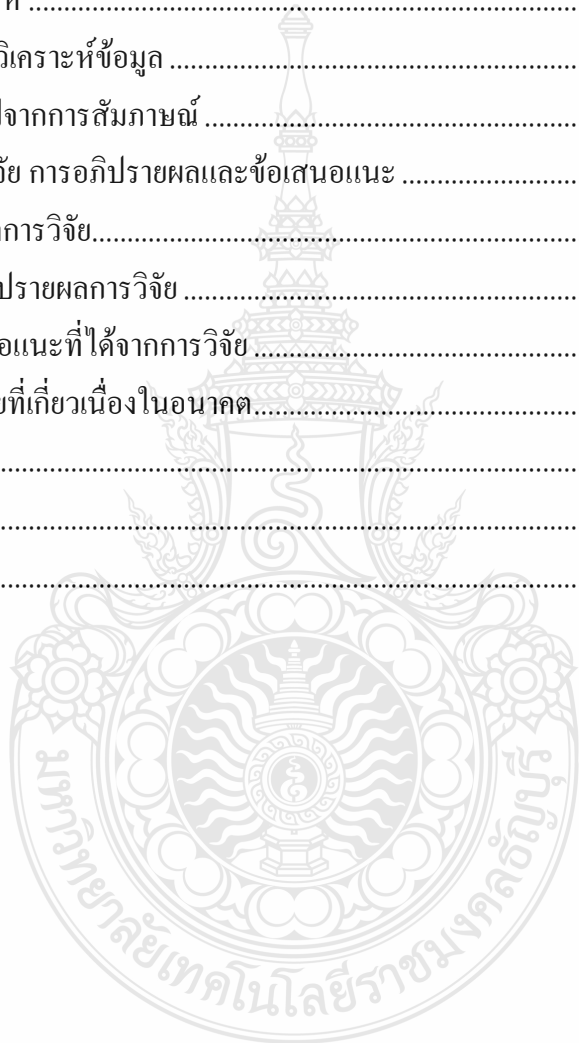 วิเคราะห์ข้อมูล ................................................
จากการสัมภาษณ์ ................................................
การอภิปรายผลและข้อเสนอแนะ ................................................
การวิจัย ................................................
ปรายผลการวิจัย ................................................
อแนะที่ได้จากการวิจัย ................................................
ที่เกี่ยวเนื่องในอนาคต ................................................
มหาวิทยาลัยเทคโนโลยีราชมงคลธัญบุรี